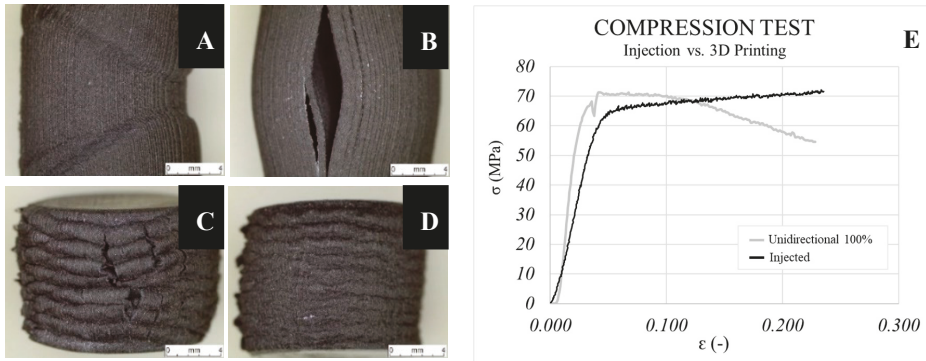 A
B
0 mm 4
0 mm 4
C
D
0 mm 4
0 mm 4
COMPRESSION TEST
E
Injection vs. 3D Printing
80
70
60
50
40
30
20
10
0
σ (MPa)
Unidirectional 100%
Injected
0.000
0.100
0.200
0.300
ε (-)